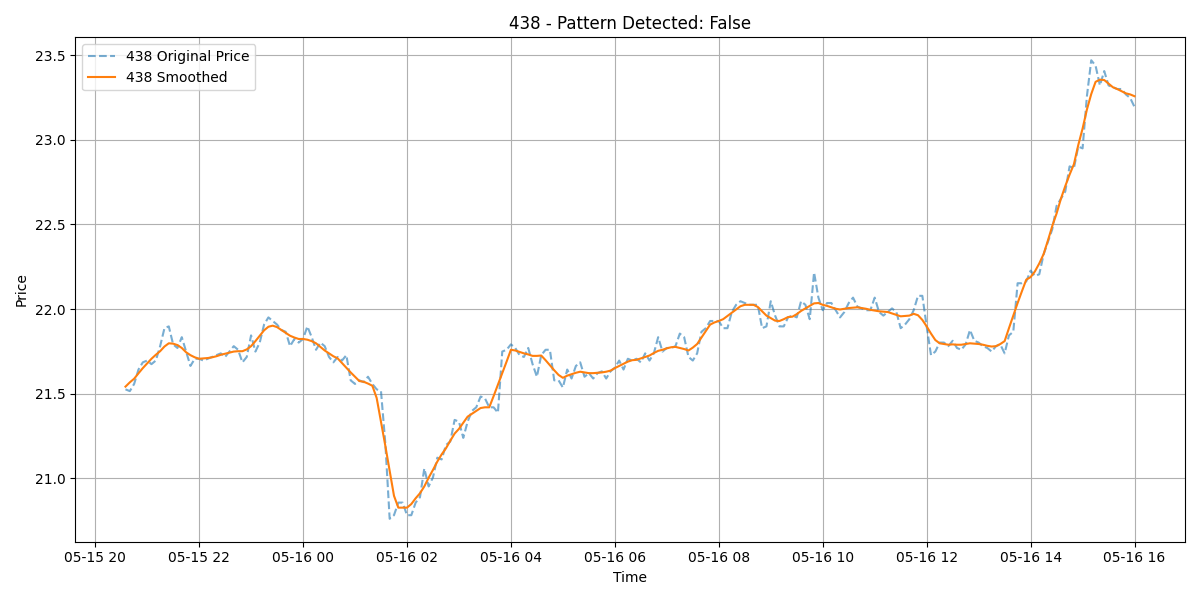 438 - Pattern Detected: False
438 Original Price
438 Smoothed
Price
23.5
23.0
22.5
22.0
21.5
21.0
05-15 20 05-15 22 05-16 00 05-16 02 05-16 04 05-16 06 05-16 08 05-16 10 05-16 12 05-16 14 05-16 16
Time